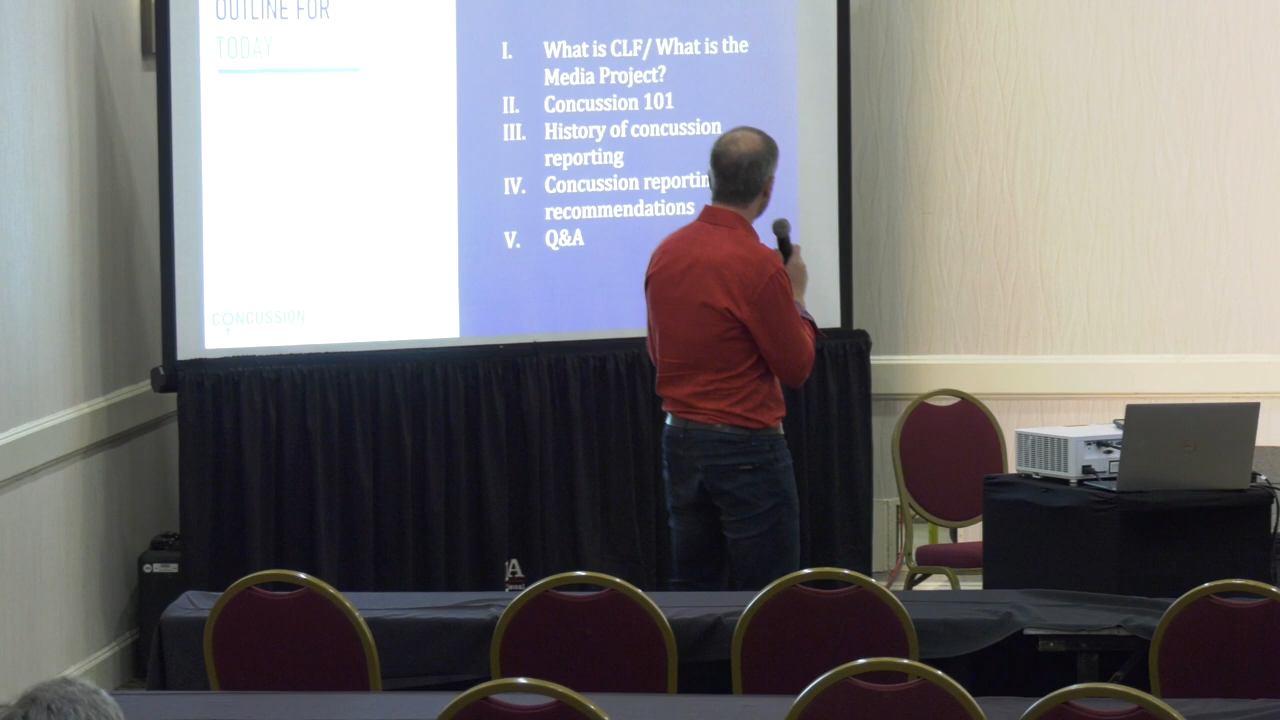 OUTLINE FOR
TODAY
I. What is CLF/ What is the
Media Project?
II. Concussion 101
III. History of concussion
reporting
IV. Concussion reportin
recommendations
V. Q&A
CONCUSSION
A